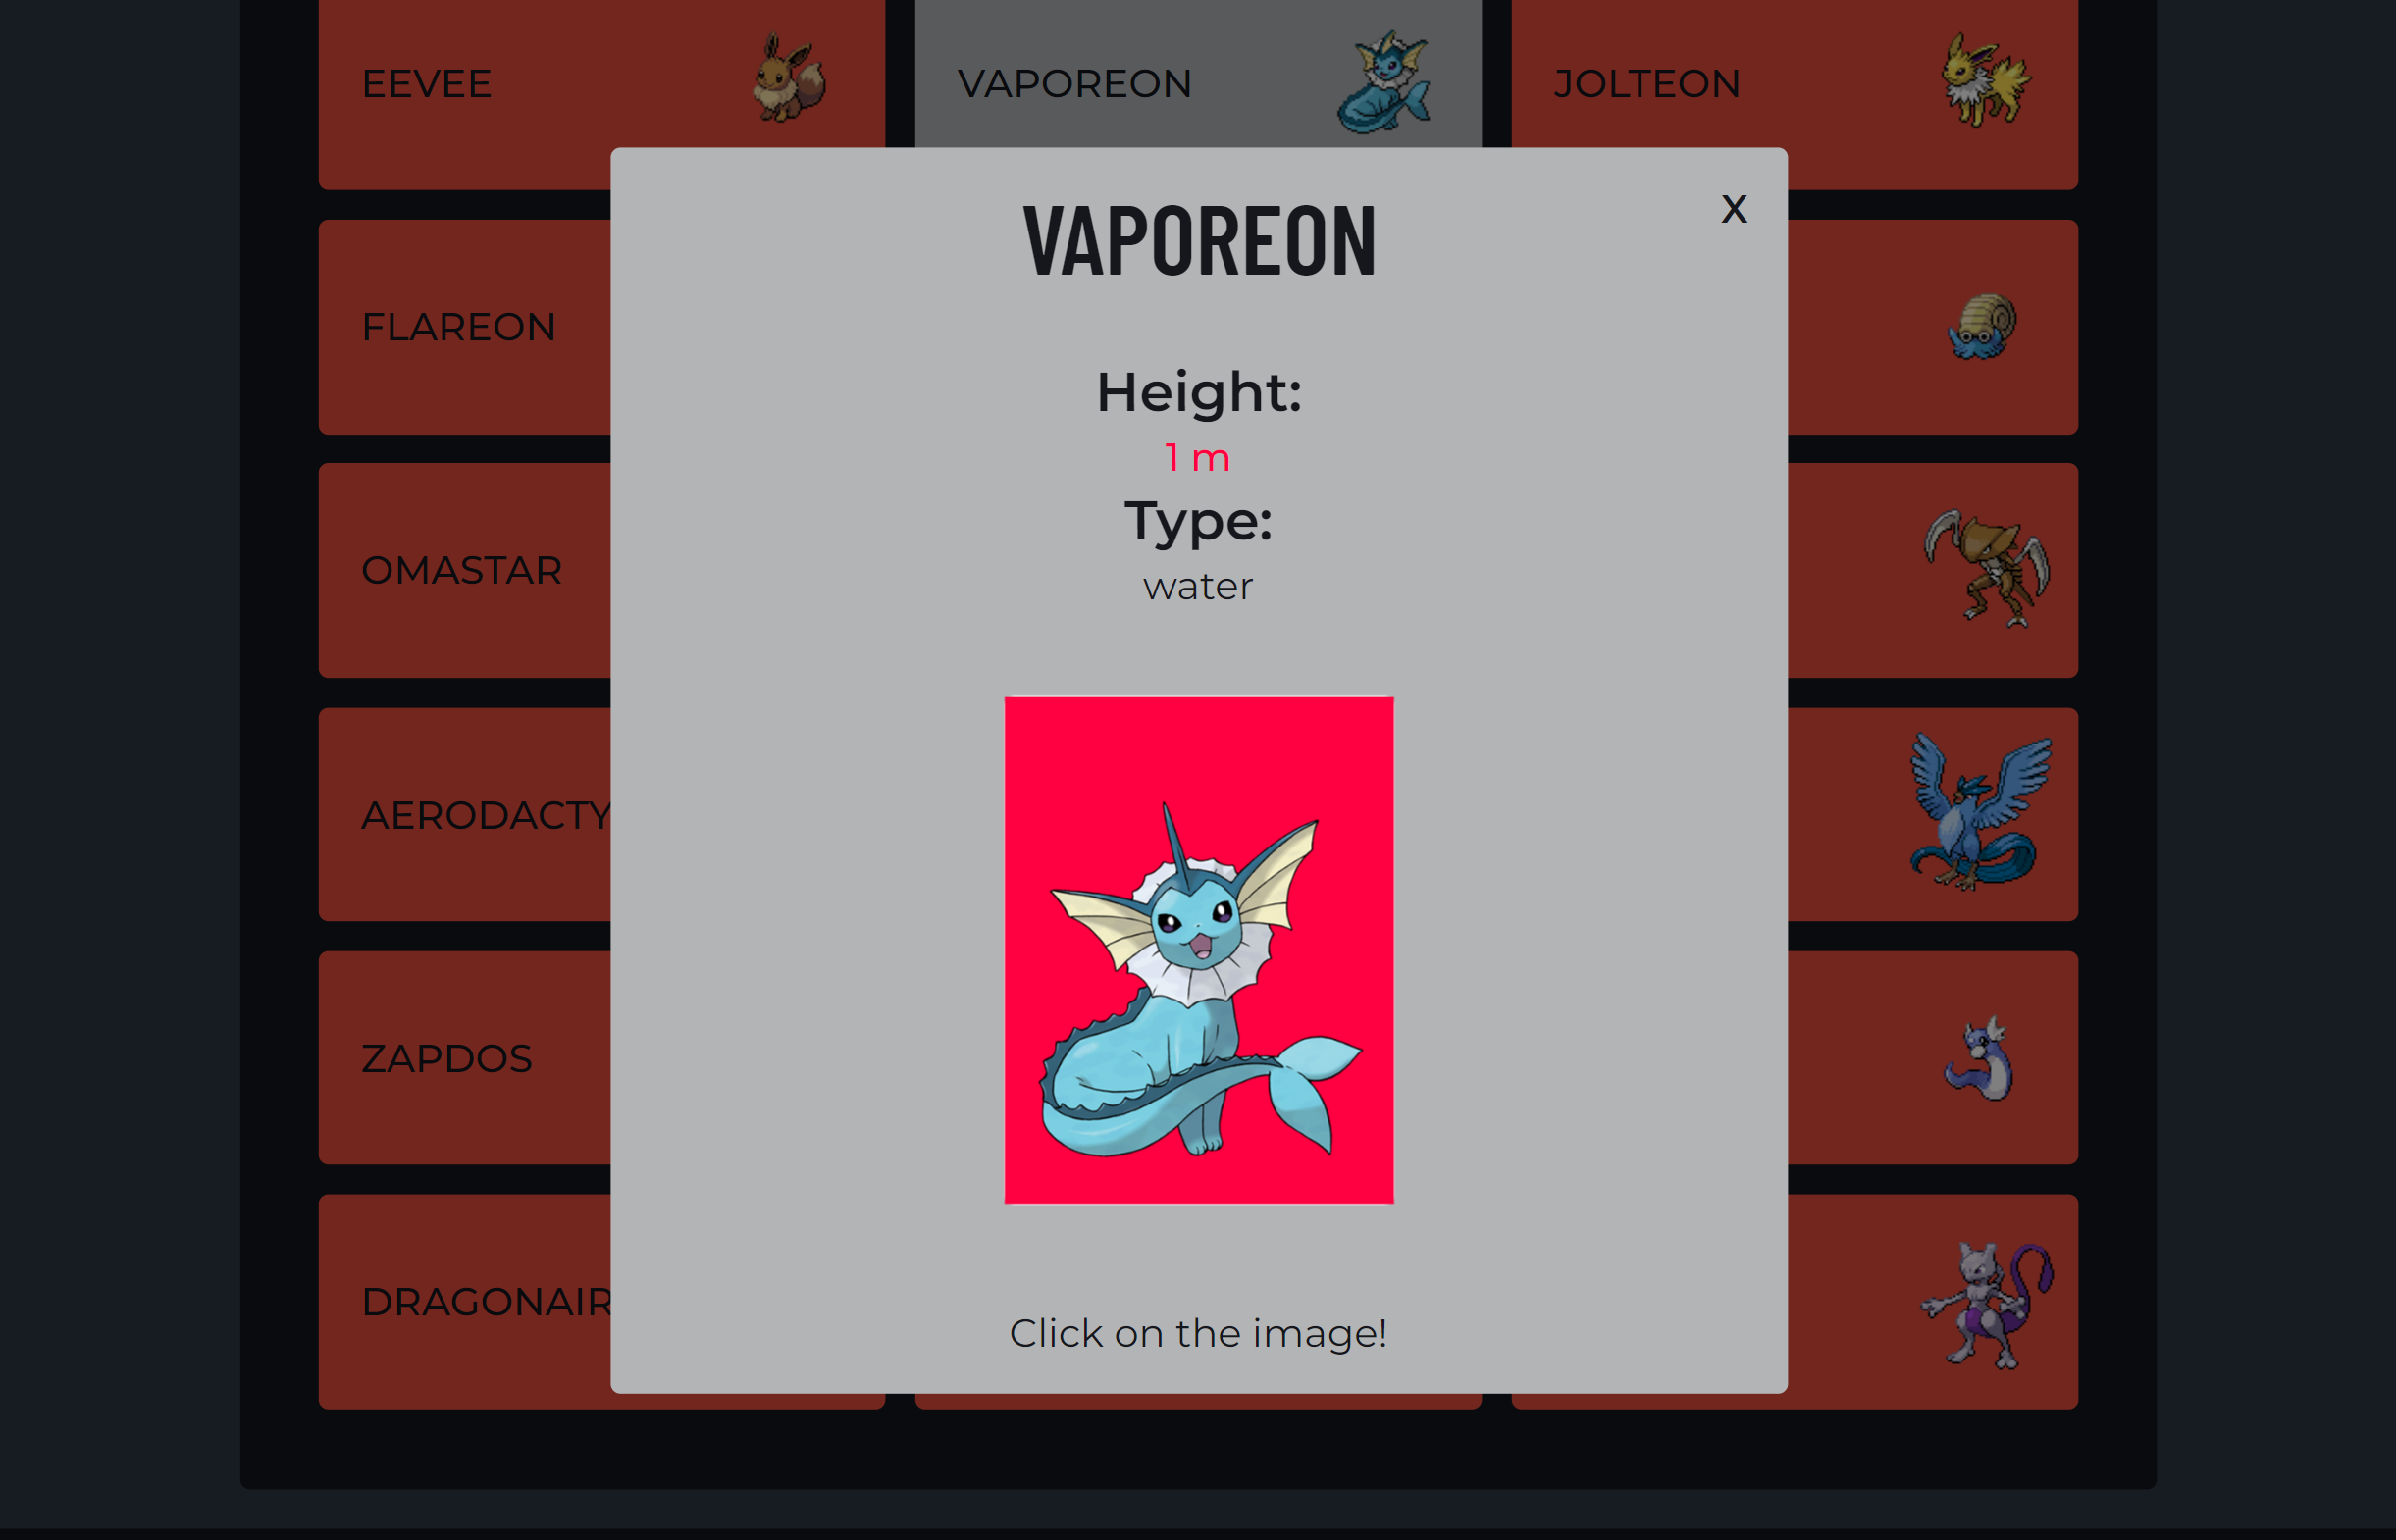 EEVEE
VAPOREON
JOLTEON
VAPOREON
X
FLAREON
Height:
1 m
Type:
water
OMASTAR
AERODACTY
ZAPDOS
DRAGONAIR
Click on the image!